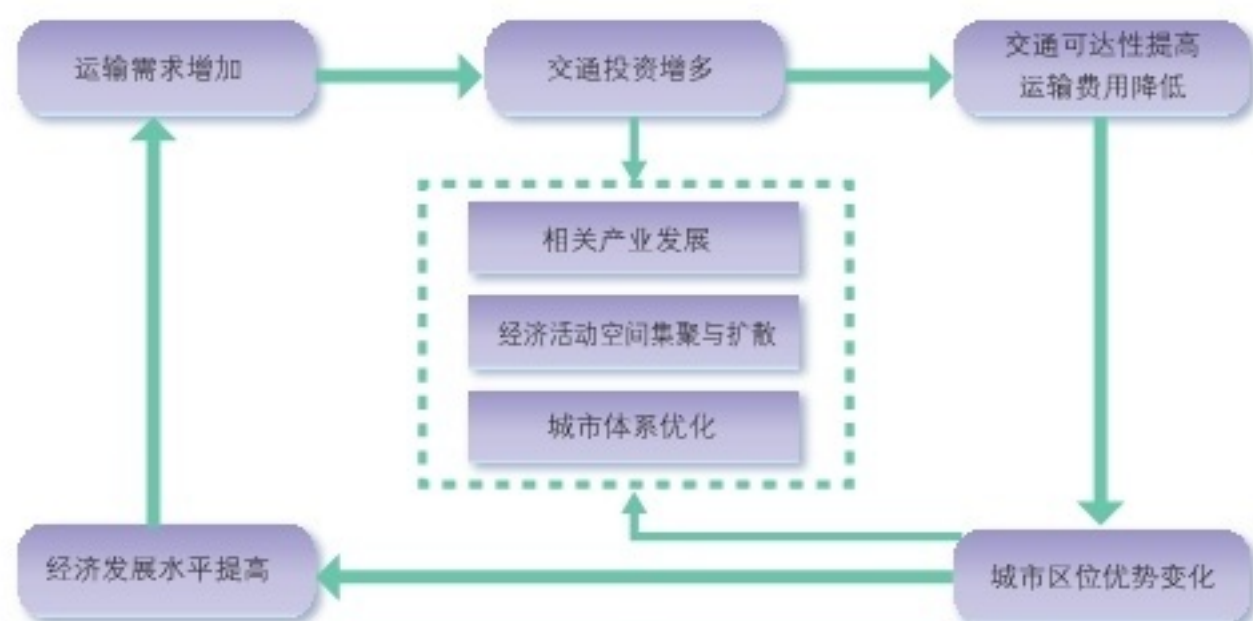 运输需求增加
交通投资增多
交通可达性提高
运输费用降低
相关产业发展
经济活动空间集聚与扩散
城市体系优化
经济发展水平提高
城市区位优势变化